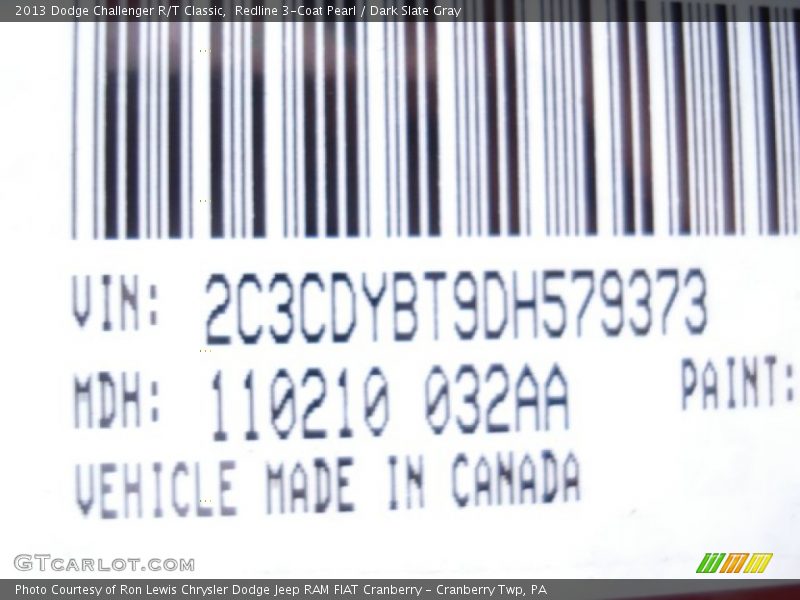 2013 Dodge Challenger R/T Classic, Redline 3-Coat Pearl / Dark Slate Gray
VIN: 2C3CDYBT9DH579373
MDH: 110210 032AA
PAINT:
VEHICLE MADE IN CANADA
GTCARLOT.COM
Photo Courtesy of Ron Lewis Chrysler Dodge Jeep RAM FIAT Cranberry - Cranberry Twp, PA